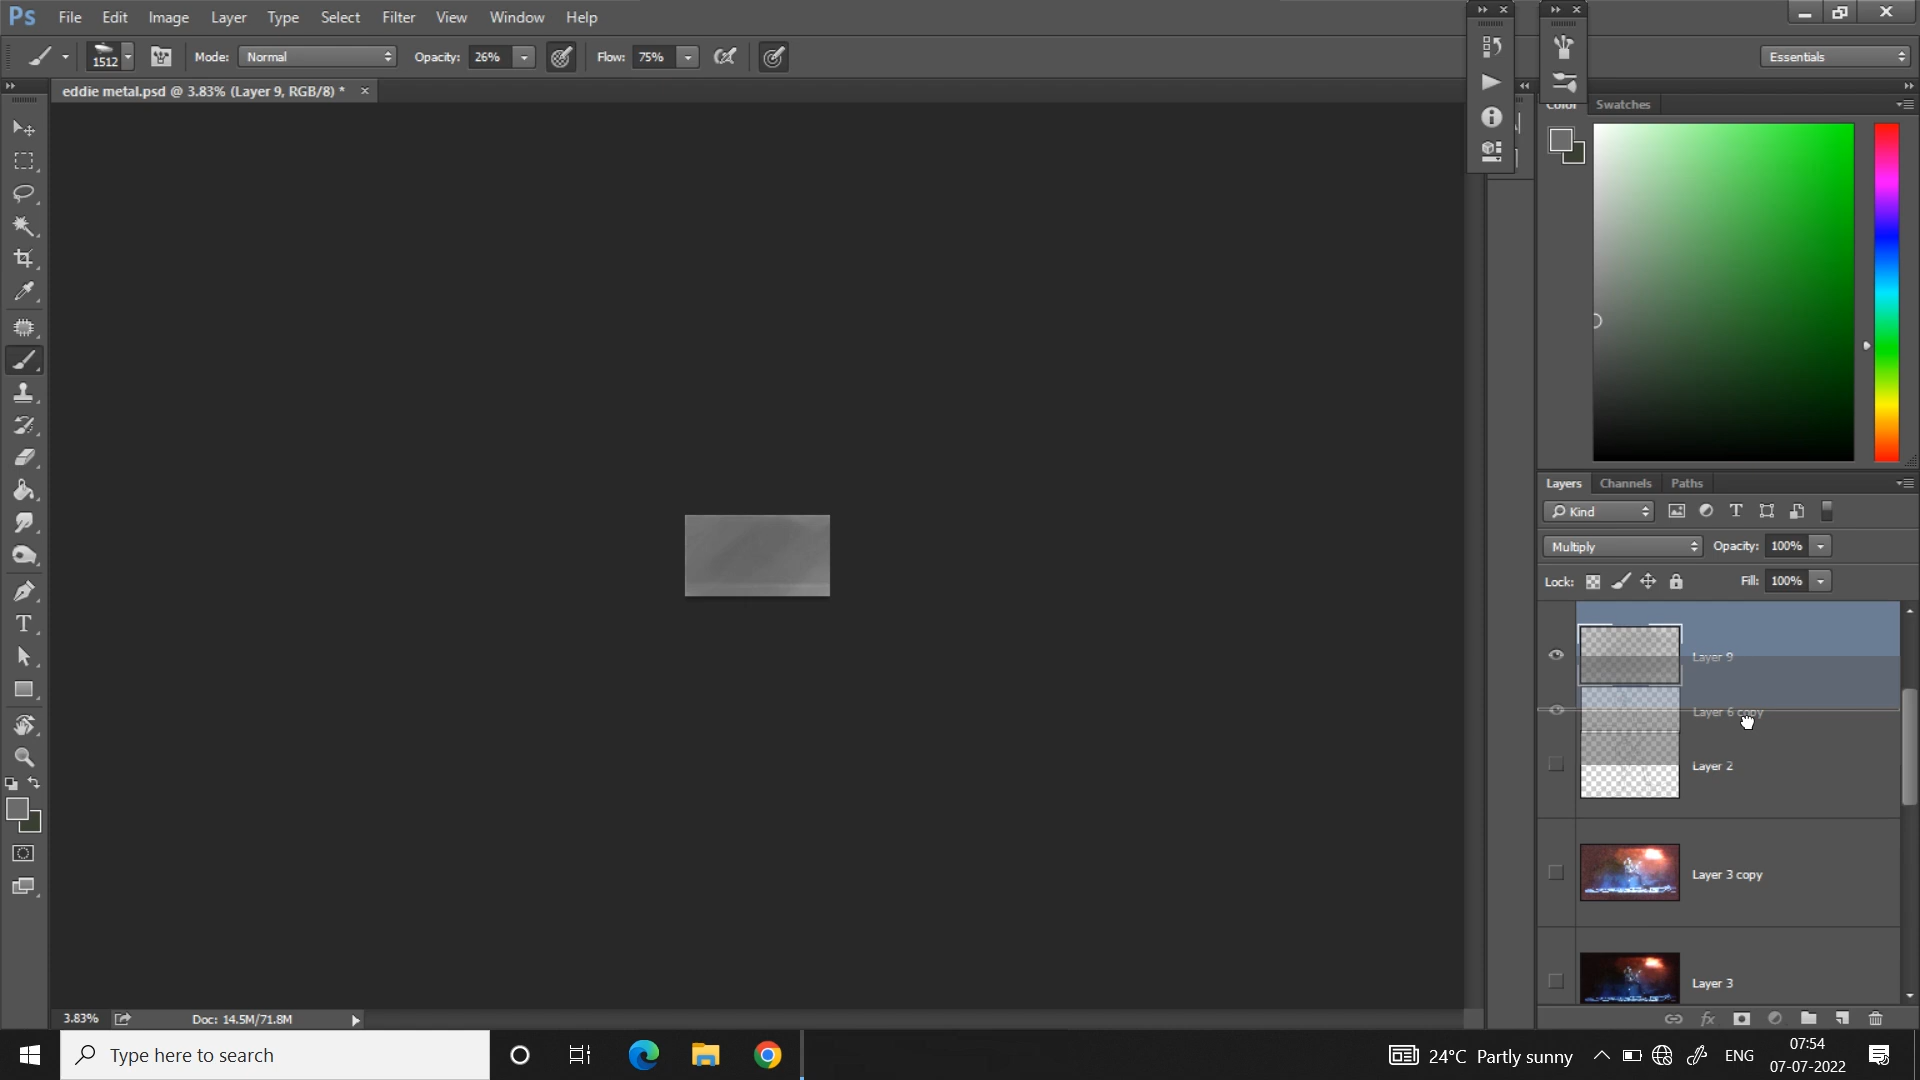 Ps File Edit Image Layer Type Select Filter View Window Help
1512 Mode: Normal Opacity: 26% Flow: 75% Essentials
eddie metal.psd @ 3.83% (Layer 9, RGB/8) * ×
Color Swatches
Layers Channels Paths
Kind
Multiply Opacity: 100%
Lock: Fill: 100%
Layer 9
Layer 6 copy
Layer 2
Layer 3 copy
Layer 3
3.83% Doc: 14.5M/71.8M
Type here to search
24°C Partly sunny ENG
07:54
07-07-2022